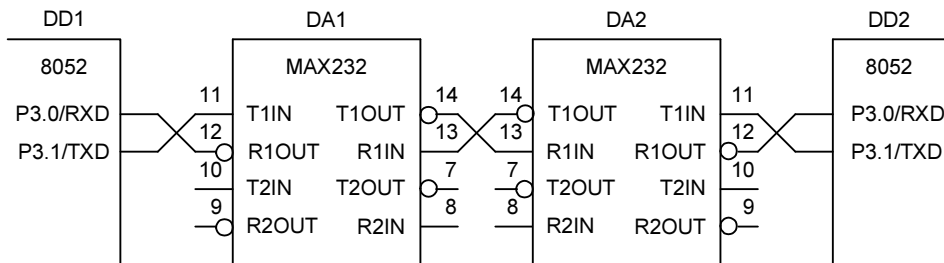 DD1 DA1 DA2 DD2
8052 MAX232 MAX232 8052
P3.0/RXD 11 T1IN T1OUT 14 14 T1OUT T1IN 11 P3.0/RXD
P3.1/TXD 12 R1OUT R1IN 13 13 R1IN R1OUT 12 P3.1/TXD
10 T2IN T2OUT 7 7 T2OUT T2IN 10
9 R2OUT R2IN 8 8 R2IN R2OUT 9